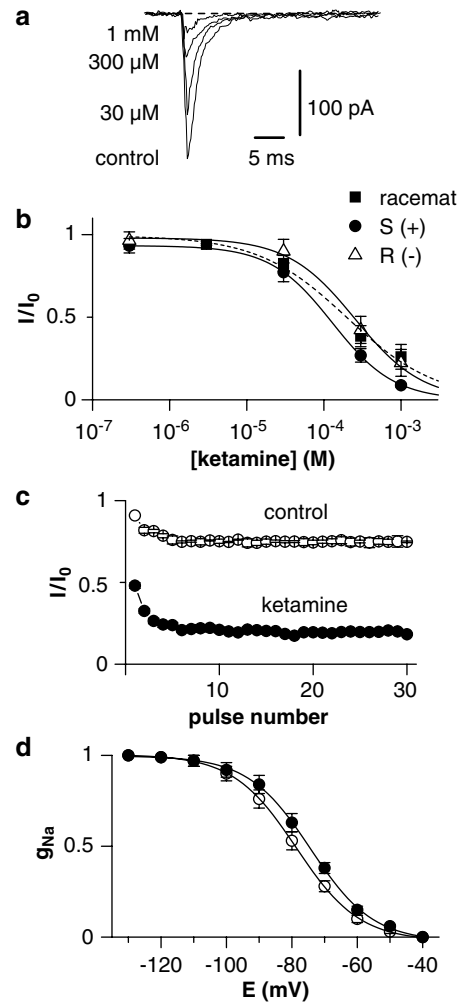 a
1 mM
300 µM
30 µM
control
100 pA
5 ms
b
racemat
S (+)
R (-)
I/I0
1
0.5
0
10-7
10-6
10-5
10-4
10-3
[ketamine] (M)
c
I/I0
1
0.5
0
control
ketamine
10
20
30
pulse number
d
gNa
1
0.5
0
-120
-100
-80
-60
-40
E (mV)